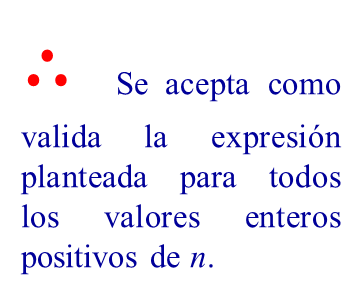 ∴ Se acepta como
valida la expresión
planteada para todos
los valores enteros
positivos de n.